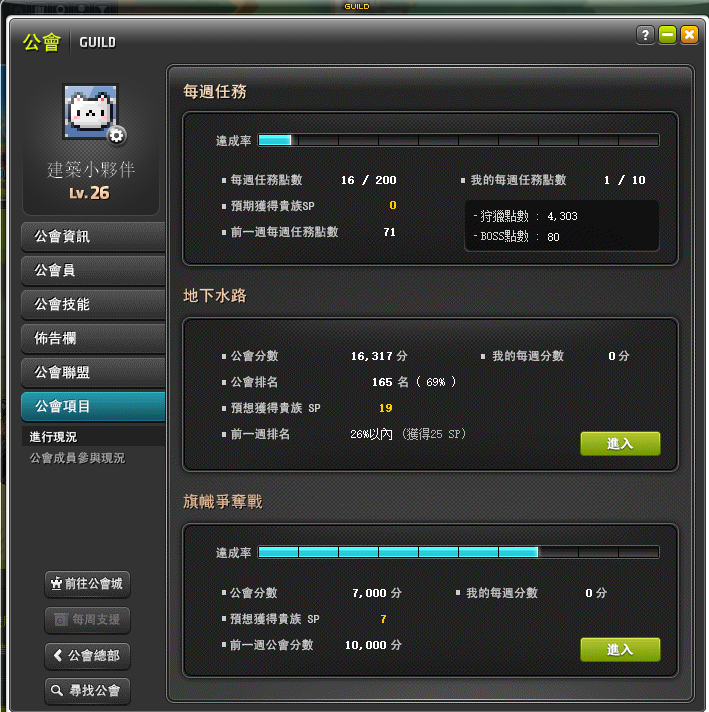 GUILD
公會 GUILD
?
建築小夥伴
Lv.26
公會資訊
公會員
公會技能
佈告欄
公會聯盟
公會項目
進行現況
公會成員參與現況
前往公會城
每周支援
公會總部
尋找公會
每週任務
達成率
每週任務點數 16 / 200 我的每週任務點數 1 / 10
預期獲得貴族SP 0 - 狩獵點數 : 4,303
前一週每週任務點數 71 - BOSS點數 : 80
地下水路
公會分數 16,317 分 我的每週分數 0 分
公會排名 165 名 ( 69% )
預想獲得貴族 SP 19
前一週排名 26%以內 (獲得25 SP)
進入
旗幟爭奪戰
達成率
公會分數 7,000 分 我的每週分數 0 分
預想獲得貴族 SP 7
前一週公會分數 10,000 分
進入